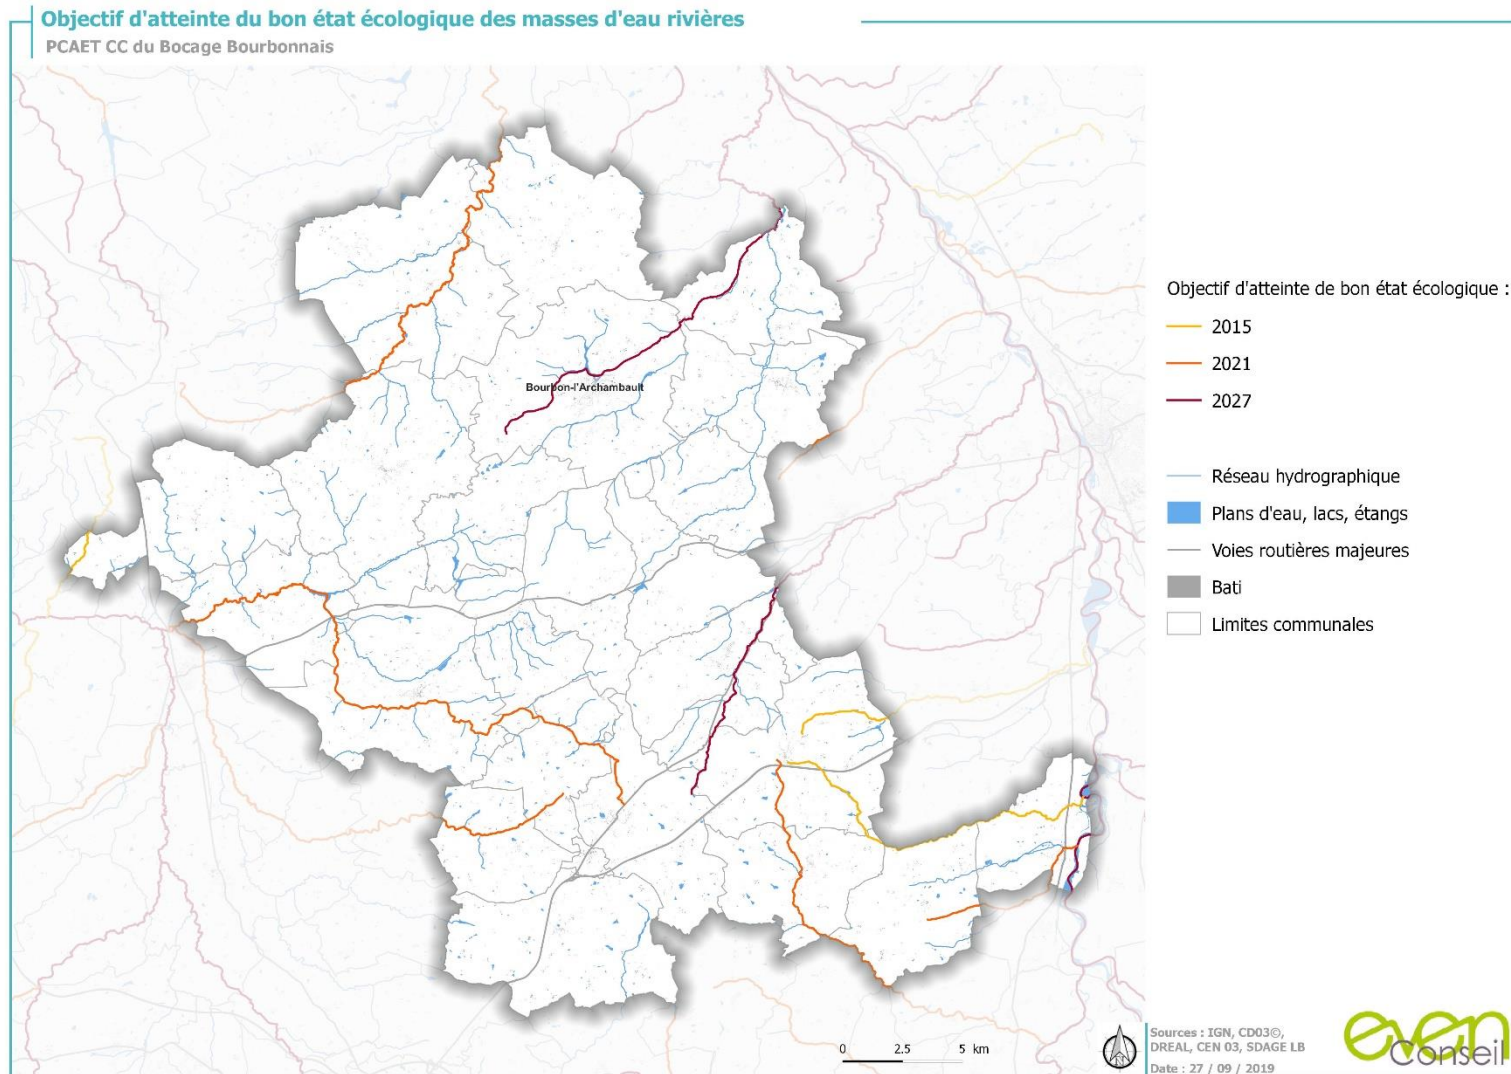 Objectif d'atteinte du bon état écologique des masses d'eau rivières
PCAET CC du Bocage Bourbonnais
Bourbon-l'Archambault
Objectif d'atteinte de bon état écologique :
2015
2021
2027
Réseau hydrographique
Plans d'eau, lacs, étangs
Voies routières majeures
Bati
Limites communales
0 2.5 5 km
N
Sources : IGN, CD03©,
DREAL, CEN 03, SDAGE LB
Date : 27 / 09 / 2019
even
Conseil